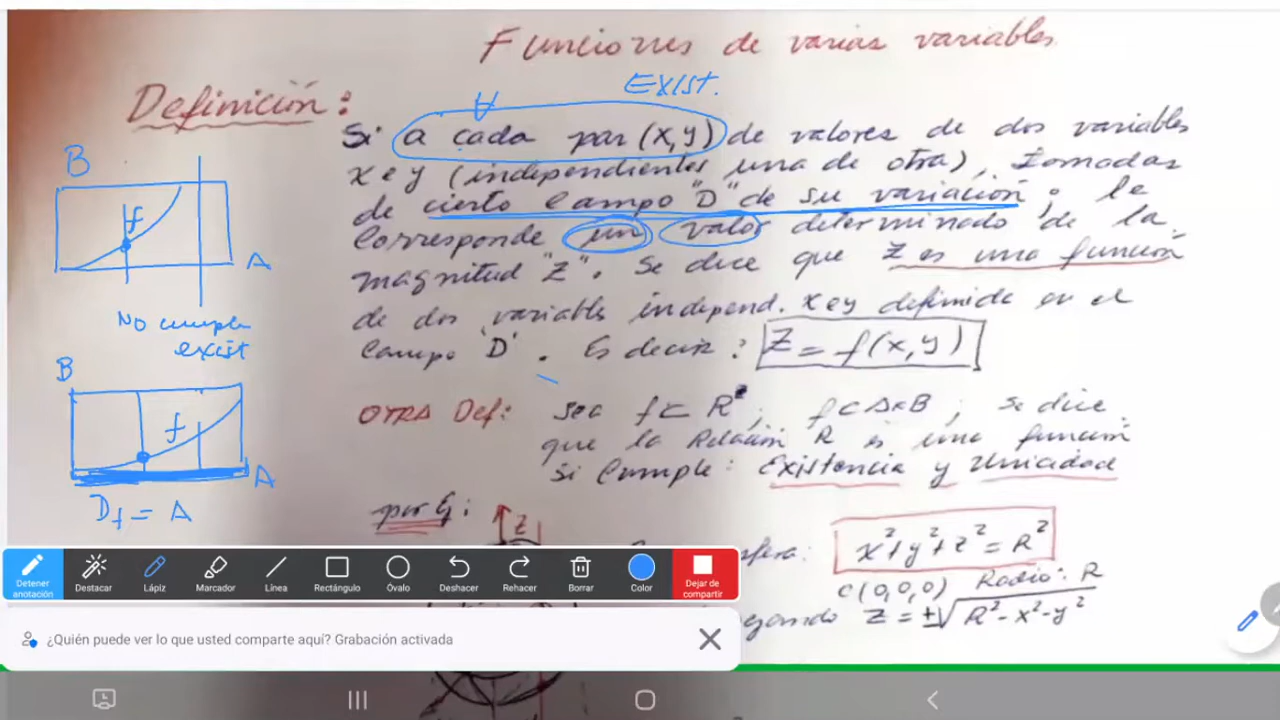 Funciones de varias variables.
EXIST.
Definición:
∀
Si a cada par (x,y) de valores de dos variables
x e y (independientes una de otra), tomadas
de cierto campo "D" de su variación; le
corresponde un valor determinado de la
magnitud "Z". Se dice que Z es una función
de dos variables independ. x e y definida en el
campo "D". Es decir: Z = f(x,y)
B
f
A
No cumple
exist
B
f
A
Df = A
OTRA Def: sea f ⊂ R; f ⊂ A×B; se dice
que la Relación R es una función
si cumple: Existencia y Unicidad
por Ej:
Z
sfera: x²+y²+z²=R²
C(0,0,0) Radio: R
ejando Z = ±√R²-x²-y²
Detener anotación
Destacar
Lápiz
Marcador
Línea
Rectángulo
Óvalo
Deshacer
Rehacer
Borrar
Color
Dejar de compartir
¿Quién puede ver lo que usted comparte aquí? Grabación activada